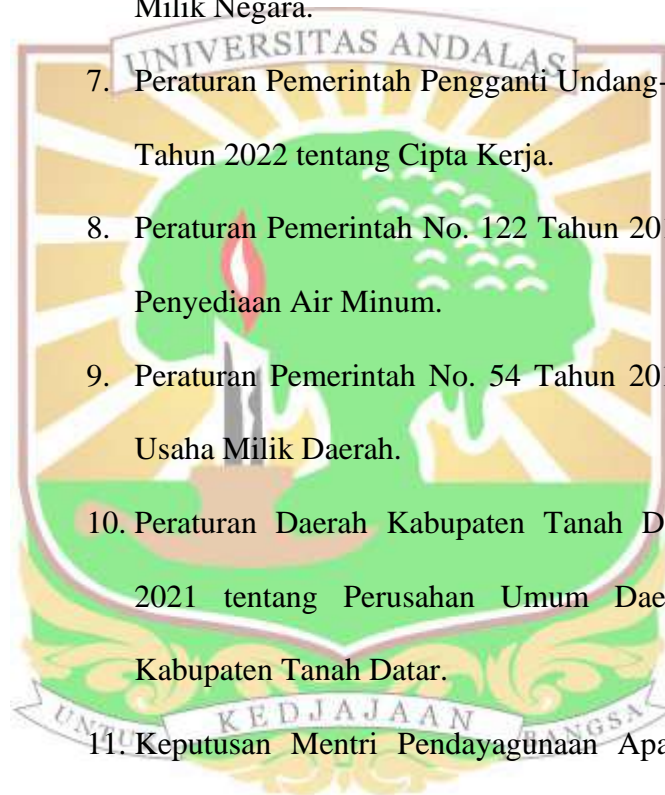 Milik Negara.
UNIVERSITAS ANDALAS
7. Peraturan Pemerintah Pengganti Undang-
Tahun 2022 tentang Cipta Kerja.
8. Peraturan Pemerintah No. 122 Tahun 20
Penyediaan Air Minum.
9. Peraturan Pemerintah No. 54 Tahun 20
Usaha Milik Daerah.
10. Peraturan Daerah Kabupaten Tanah
2021 tentang Perusahan Umum
Kabupaten Tanah Datar.
UNTUK KEDJAJAAN BANGSA
11. Keputusan Mentri Pendayagunaan